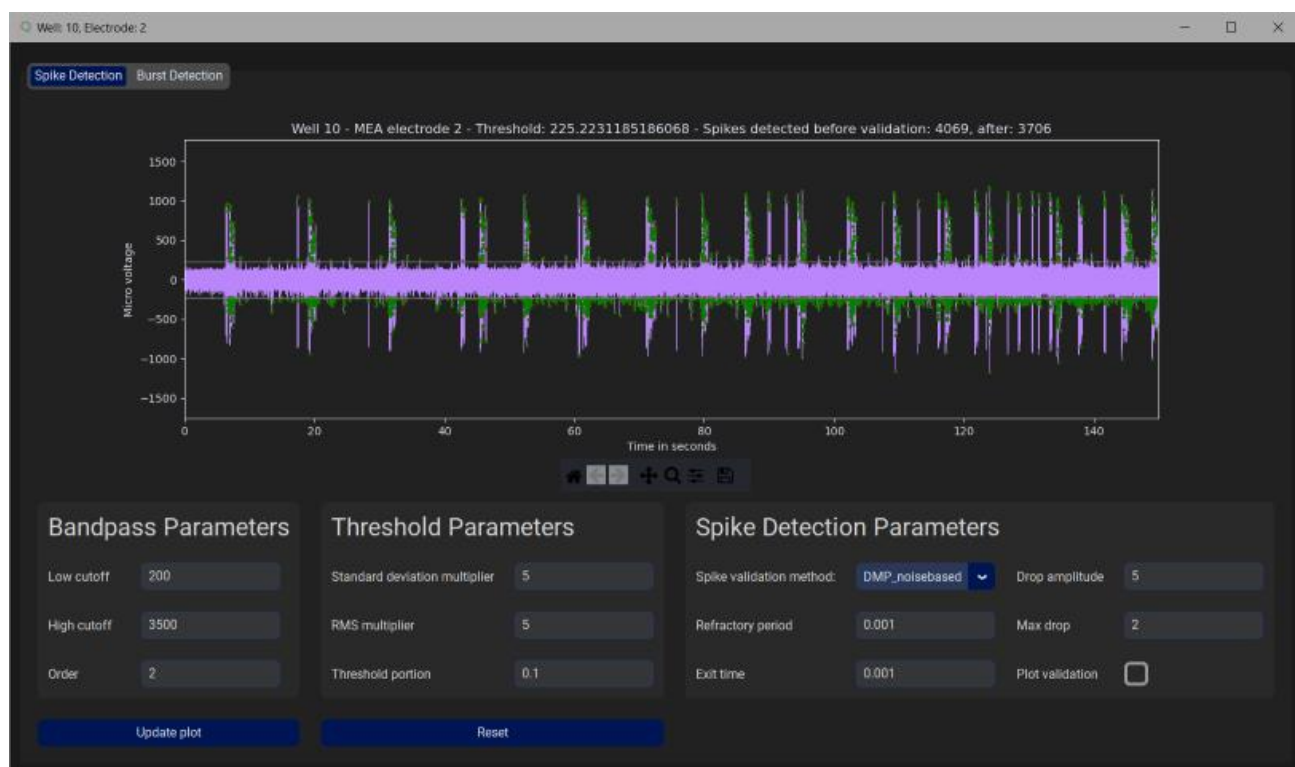 Well: 10, Electrode: 2
Spike Detection Burst Detection
Well 10 - MEA electrode 2 - Threshold: 225.2231185186068 - Spikes detected before validation: 4069, after: 3706
1500
1000
500
0
−500
−1000
−1500
Micro voltage
0 20 40 60 80 100 120 140
Time in seconds
Bandpass Parameters Threshold Parameters Spike Detection Parameters
Low cutoff 200 Standard deviation multiplier 5 Spike validation method: DMP_noisebased Drop amplitude 5
High cutoff 3500 RMS multiplier 5 Refractory period 0.001 Max drop 2
Order 2 Threshold portion 0.1 Exit time 0.001 Plot validation
Update plot Reset